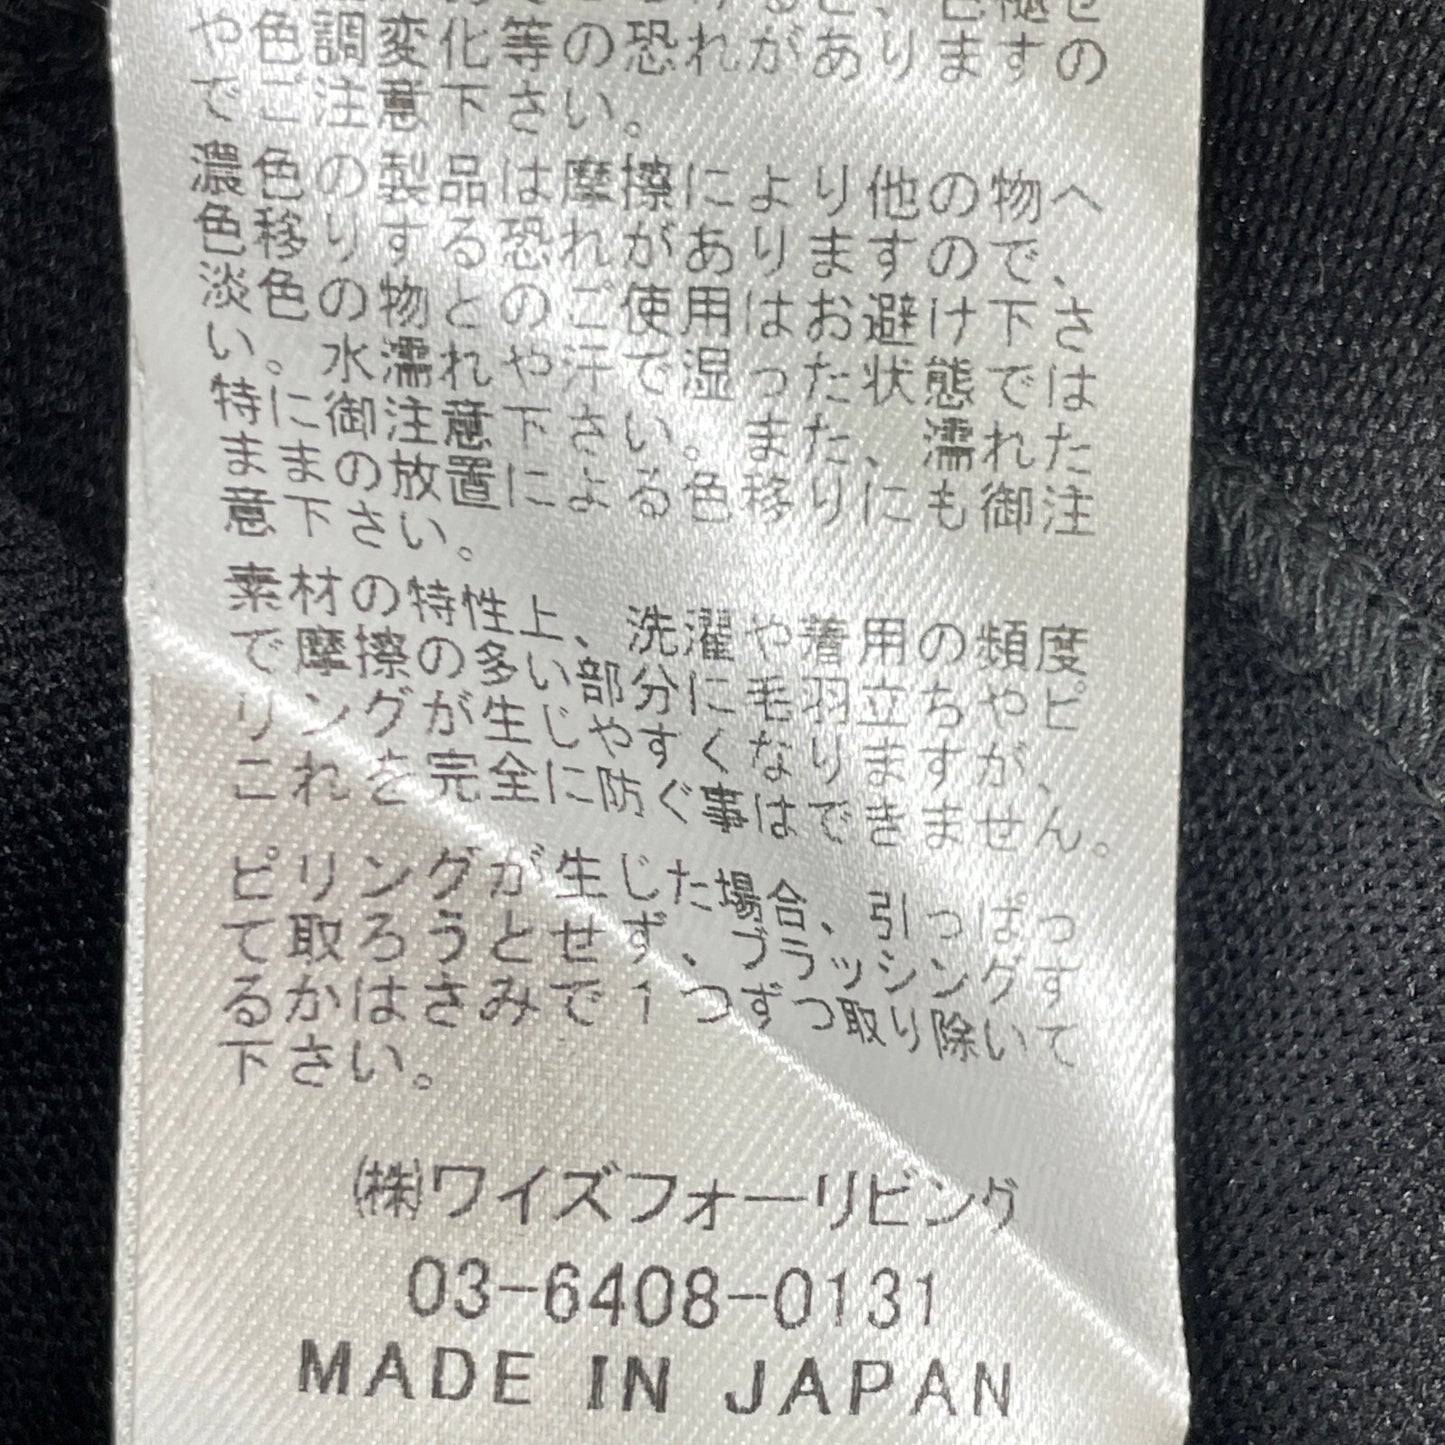 や色調変化等の恐れがありますの
でご注意下さい。
濃色の製品は摩擦により他の物へ
色移りする恐れがありますので、
淡色の物とのご使用はお避け下さ
い。水濡れや汗で湿った状態では
特に御注意下さい。また、濡れた
ままの放置による色移りにも御注
意下さい。
素材の特性上、洗濯や着用の頻度
で摩擦の多い部分に毛羽立ちやピ
リングが生じやすくなりますが、
これを完全に防ぐ事はできません。
ピリングが生じた場合、引っぱっ
て取ろうとせず、ブラッシングす
るかはさみで1つずつ取り除いて
下さい。
㈱ワイズフォーリビング
03-6408-0131
MADE IN JAPAN